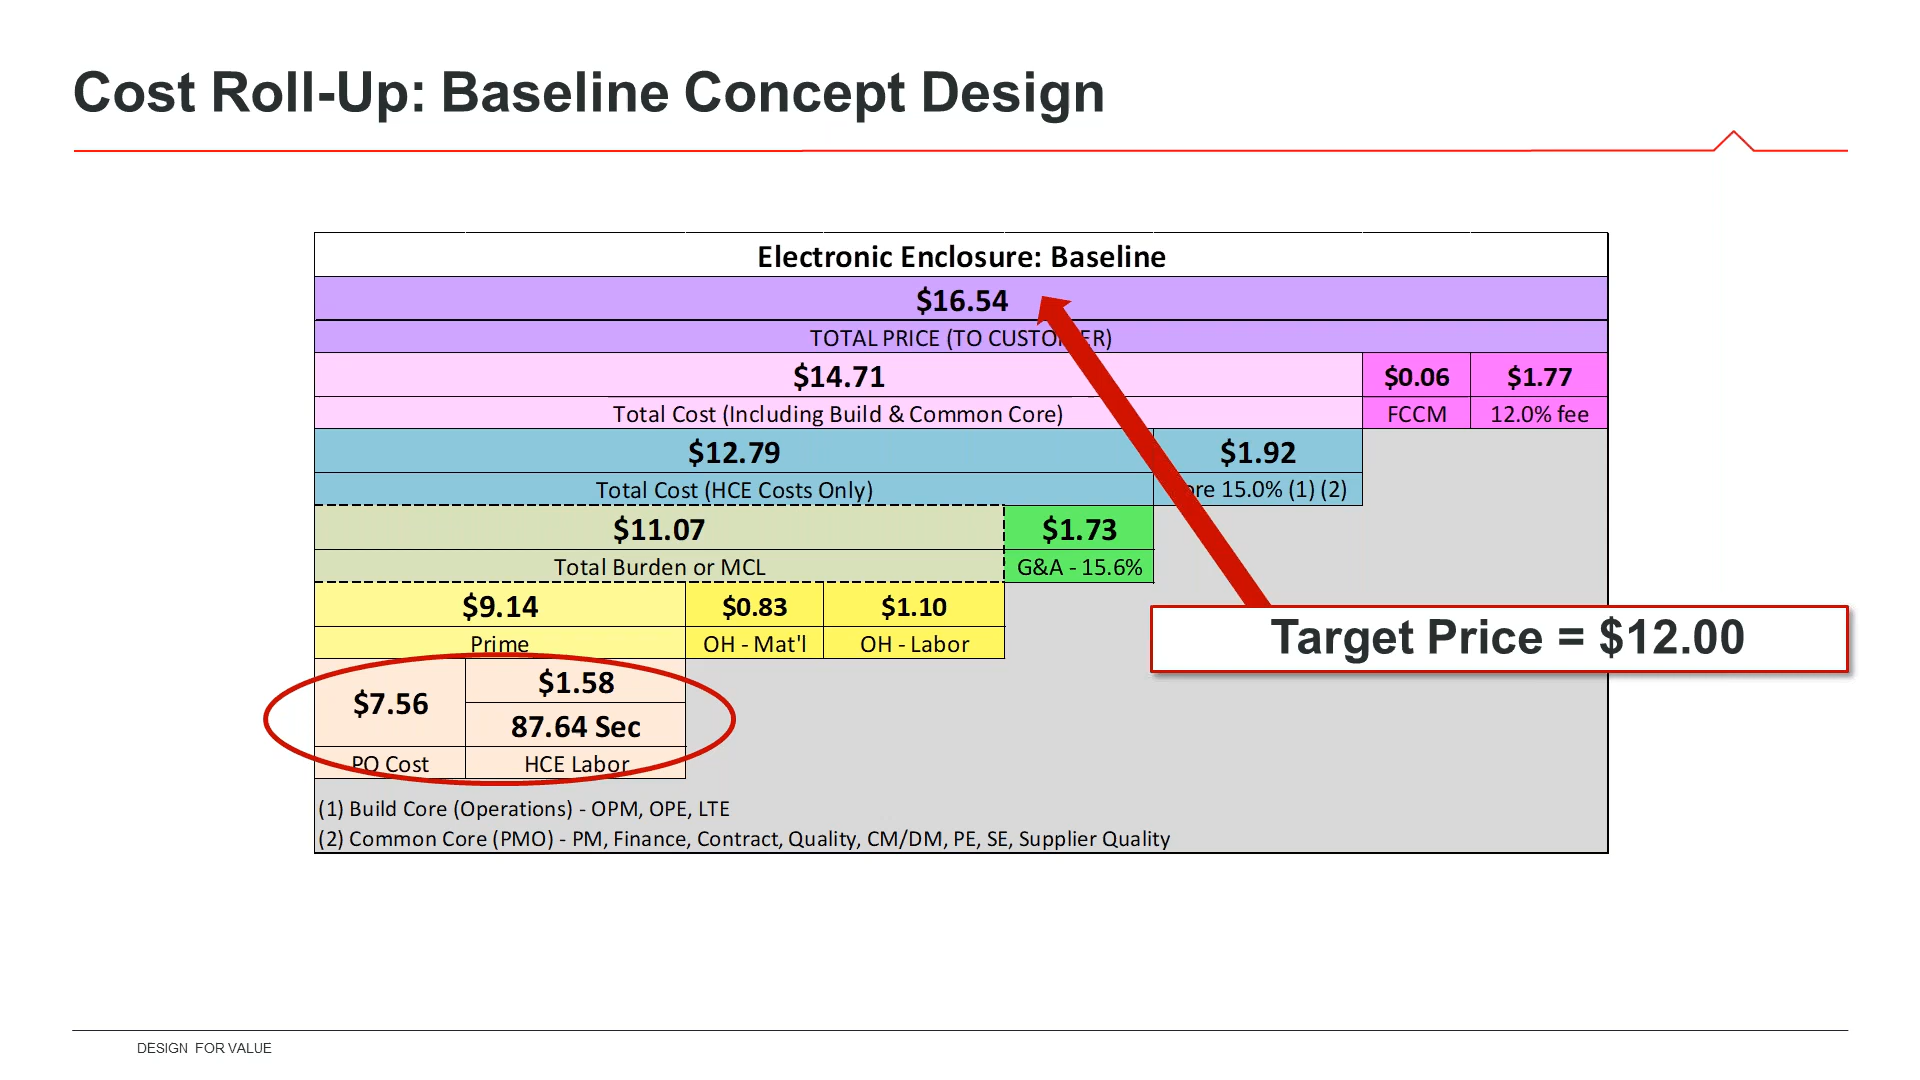 Cost Roll-Up: Baseline Concept Design
Electronic Enclosure: Baseline
$16.54
TOTAL PRICE (TO CUSTO ER)
$14.71 $0.06 $1.77
Total Cost (Including Build & Common Core) FCCM 12.0% fee
$12.79 $1.92
Total Cost (HCE Costs Only) re 15.0% (1) (2)
$11.07 $1.73
Total Burden or MCL G&A - 15.6%
$9.14 $0.83 $1.10
Target Price = $12.00
Prime OH - Mat'l OH - Labor
$7.56 $1.58
87.64 Sec
PO Cost HCE Labor
(1) Build Core (Operations) - OPM, OPE, LTE
(2) Common Core (PMO) - PM, Finance, Contract, Quality, CM/DM, PE, SE, Supplier Quality
DESIGN FOR VALUE